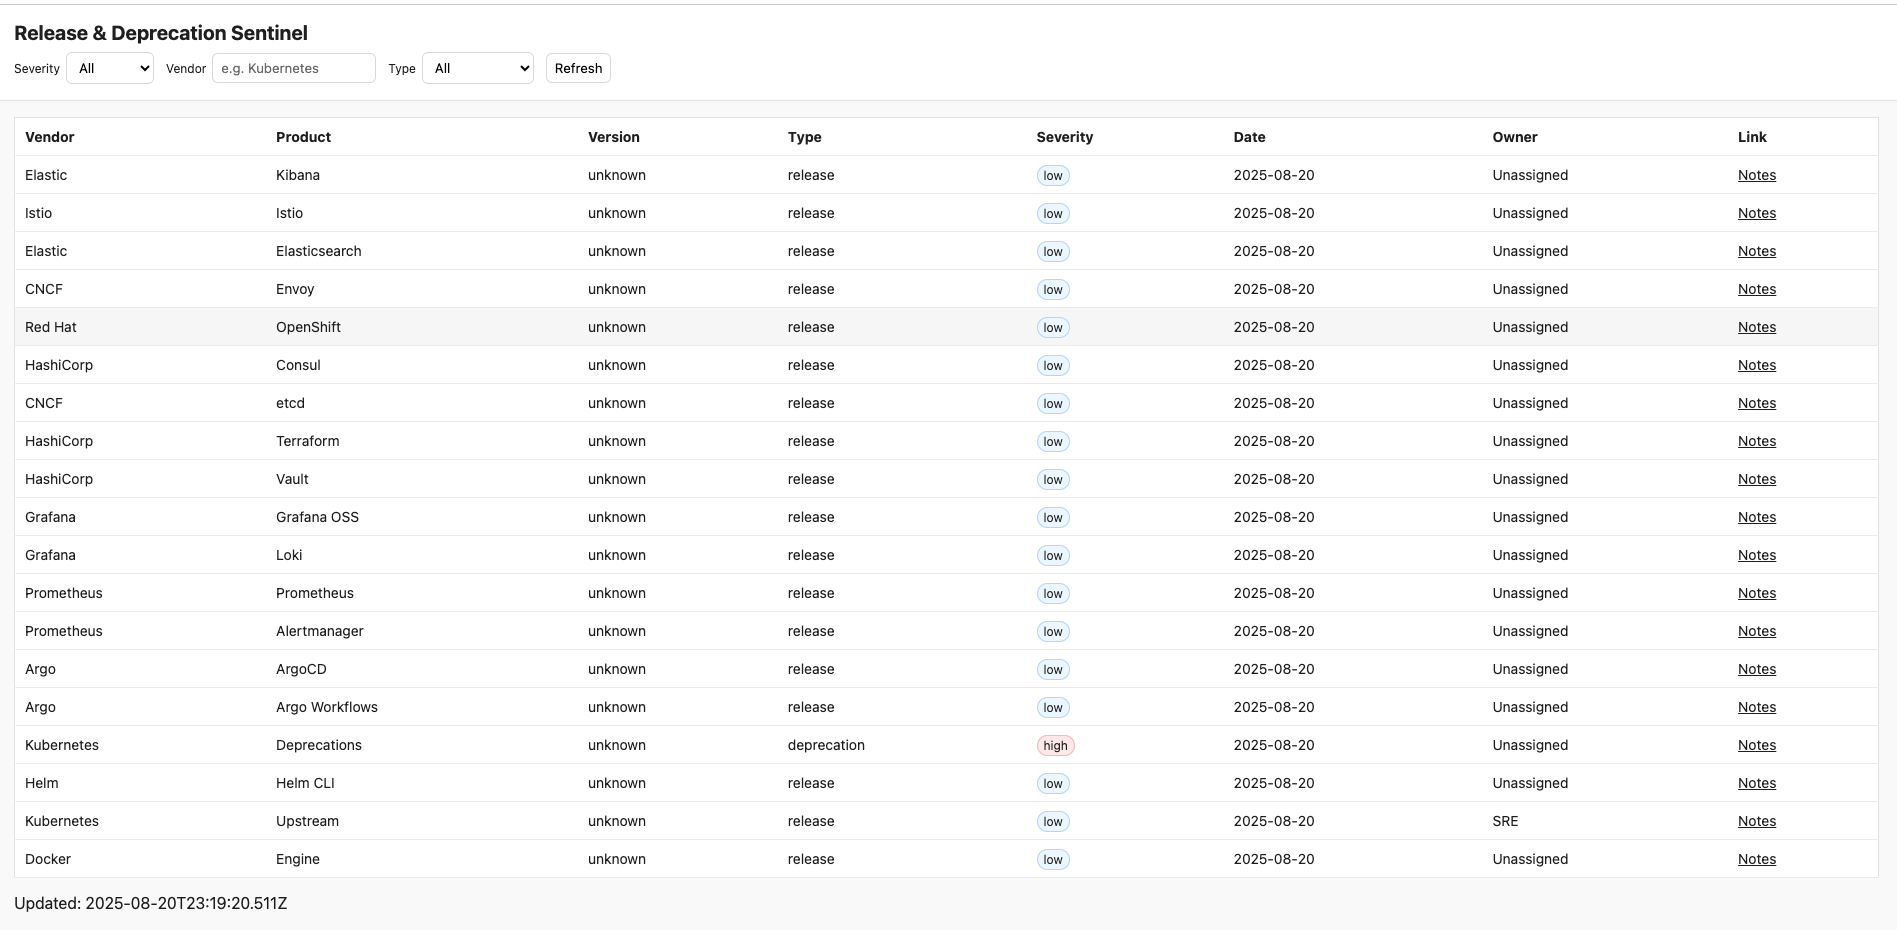 Release & Deprecation Sentinel
Severity All Vendor e.g. Kubernetes Type All Refresh
Vendor Product Version Type Severity Date Owner Link
Elastic Kibana unknown release low 2025-08-20 Unassigned Notes
Istio Istio unknown release low 2025-08-20 Unassigned Notes
Elastic Elasticsearch unknown release low 2025-08-20 Unassigned Notes
CNCF Envoy unknown release low 2025-08-20 Unassigned Notes
Red Hat OpenShift unknown release low 2025-08-20 Unassigned Notes
HashiCorp Consul unknown release low 2025-08-20 Unassigned Notes
CNCF etcd unknown release low 2025-08-20 Unassigned Notes
HashiCorp Terraform unknown release low 2025-08-20 Unassigned Notes
HashiCorp Vault unknown release low 2025-08-20 Unassigned Notes
Grafana Grafana OSS unknown release low 2025-08-20 Unassigned Notes
Grafana Loki unknown release low 2025-08-20 Unassigned Notes
Prometheus Prometheus unknown release low 2025-08-20 Unassigned Notes
Prometheus Alertmanager unknown release low 2025-08-20 Unassigned Notes
Argo ArgoCD unknown release low 2025-08-20 Unassigned Notes
Argo Argo Workflows unknown release low 2025-08-20 Unassigned Notes
Kubernetes Deprecations unknown deprecation high 2025-08-20 Unassigned Notes
Helm Helm CLI unknown release low 2025-08-20 Unassigned Notes
Kubernetes Upstream unknown release low 2025-08-20 SRE Notes
Docker Engine unknown release low 2025-08-20 Unassigned Notes
Updated: 2025-08-20T23:19:20.511Z